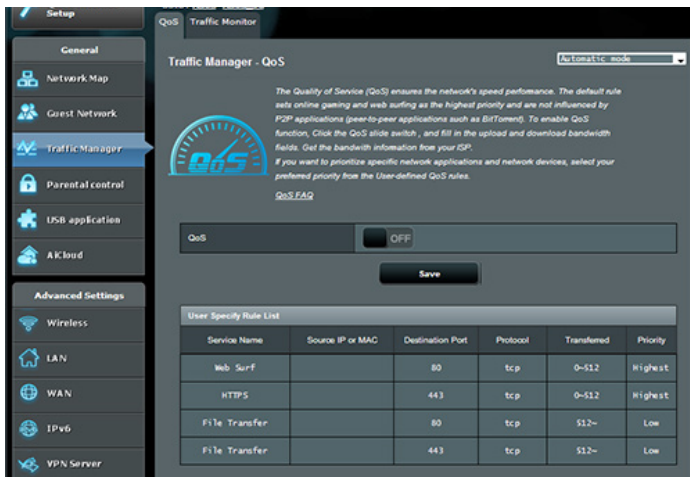 Setup
QoS
Traffic Monitor
General
Network Map
Guest Network
Traffic Manager
Parental control
USB application
AiCloud
Advanced Settings
Wireless
LAN
WAN
IPv6
VPN Server
Traffic Manager - QoS
Automatic mode
The Quality of Service (QoS) ensures the network's speed perfomance. The default rule
sets online gaming and web surfing as the highest priority and are not influenced by
P2P applications (peer-to-peer applications such as BitTorrent). To enable QoS
function, Click the QoS slide switch , and fill in the upload and download bandwidth
fields. Get the bandwith information from your ISP.
If you want to prioritize specific network applications and network devices, select your
preferred priority from the User-defined QoS rules.
QoS FAQ
QoS
QoS
OFF
Save
User Specify Rule List
Service Name
Source IP or MAC
Destination Port
Protocol
Transferred
Priority
Web Surf
80
tcp
0~512
Highest
HTTPS
443
tcp
0~512
Highest
File Transfer
80
tcp
512~
Low
File Transfer
443
tcp
512~
Low